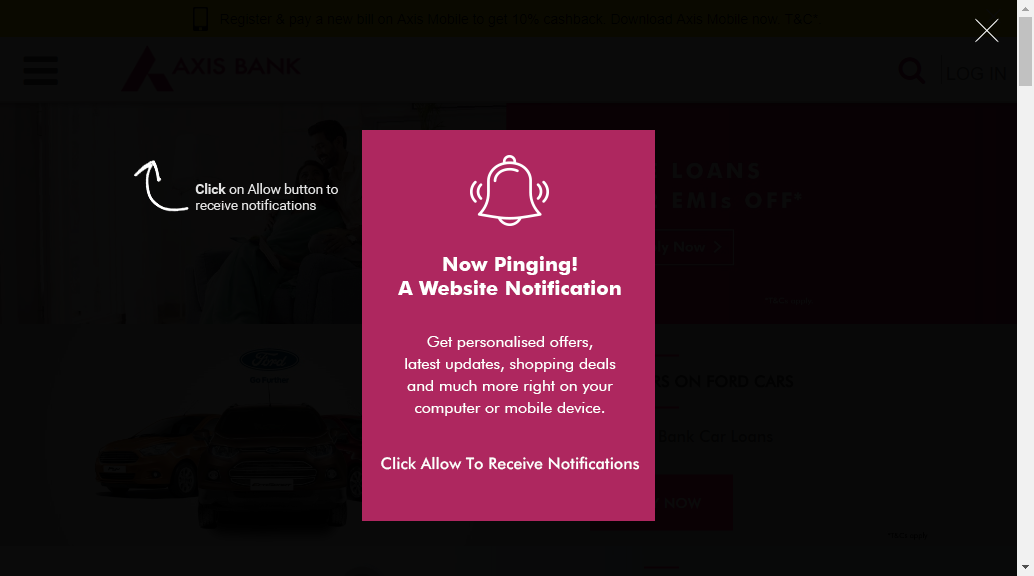 Register & pay a new bill on Axis Mobile to get 10% cashback. Download Axis Mobile now. T&C*
AXIS BANK
LOG IN
Click on Allow button to
receive notifications
LOANS
EMIs OFF*
Now
Now Pinging!
A Website Notification
Get personalised offers,
latest updates, shopping deals
and much more right on your
computer or mobile device.
Click Allow To Receive Notifications
Ford
ON FORD CARS
Bank Car Loans
NOW